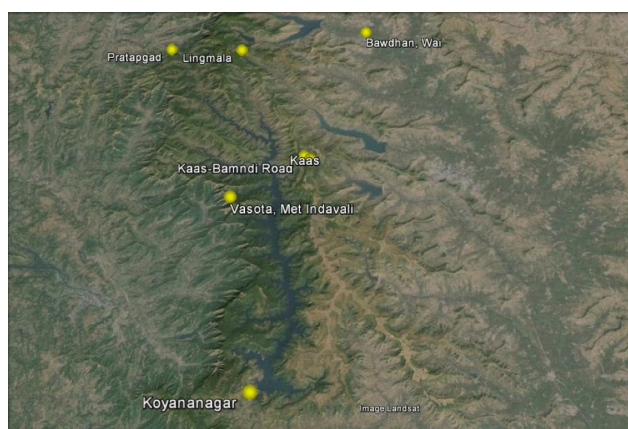 Bawdhan, Wai
Pratapgad
Lingmala
Kaas
Kaas-Bamndi Road
Vasota, Met Indavali
Koyananagar
Image Landsat